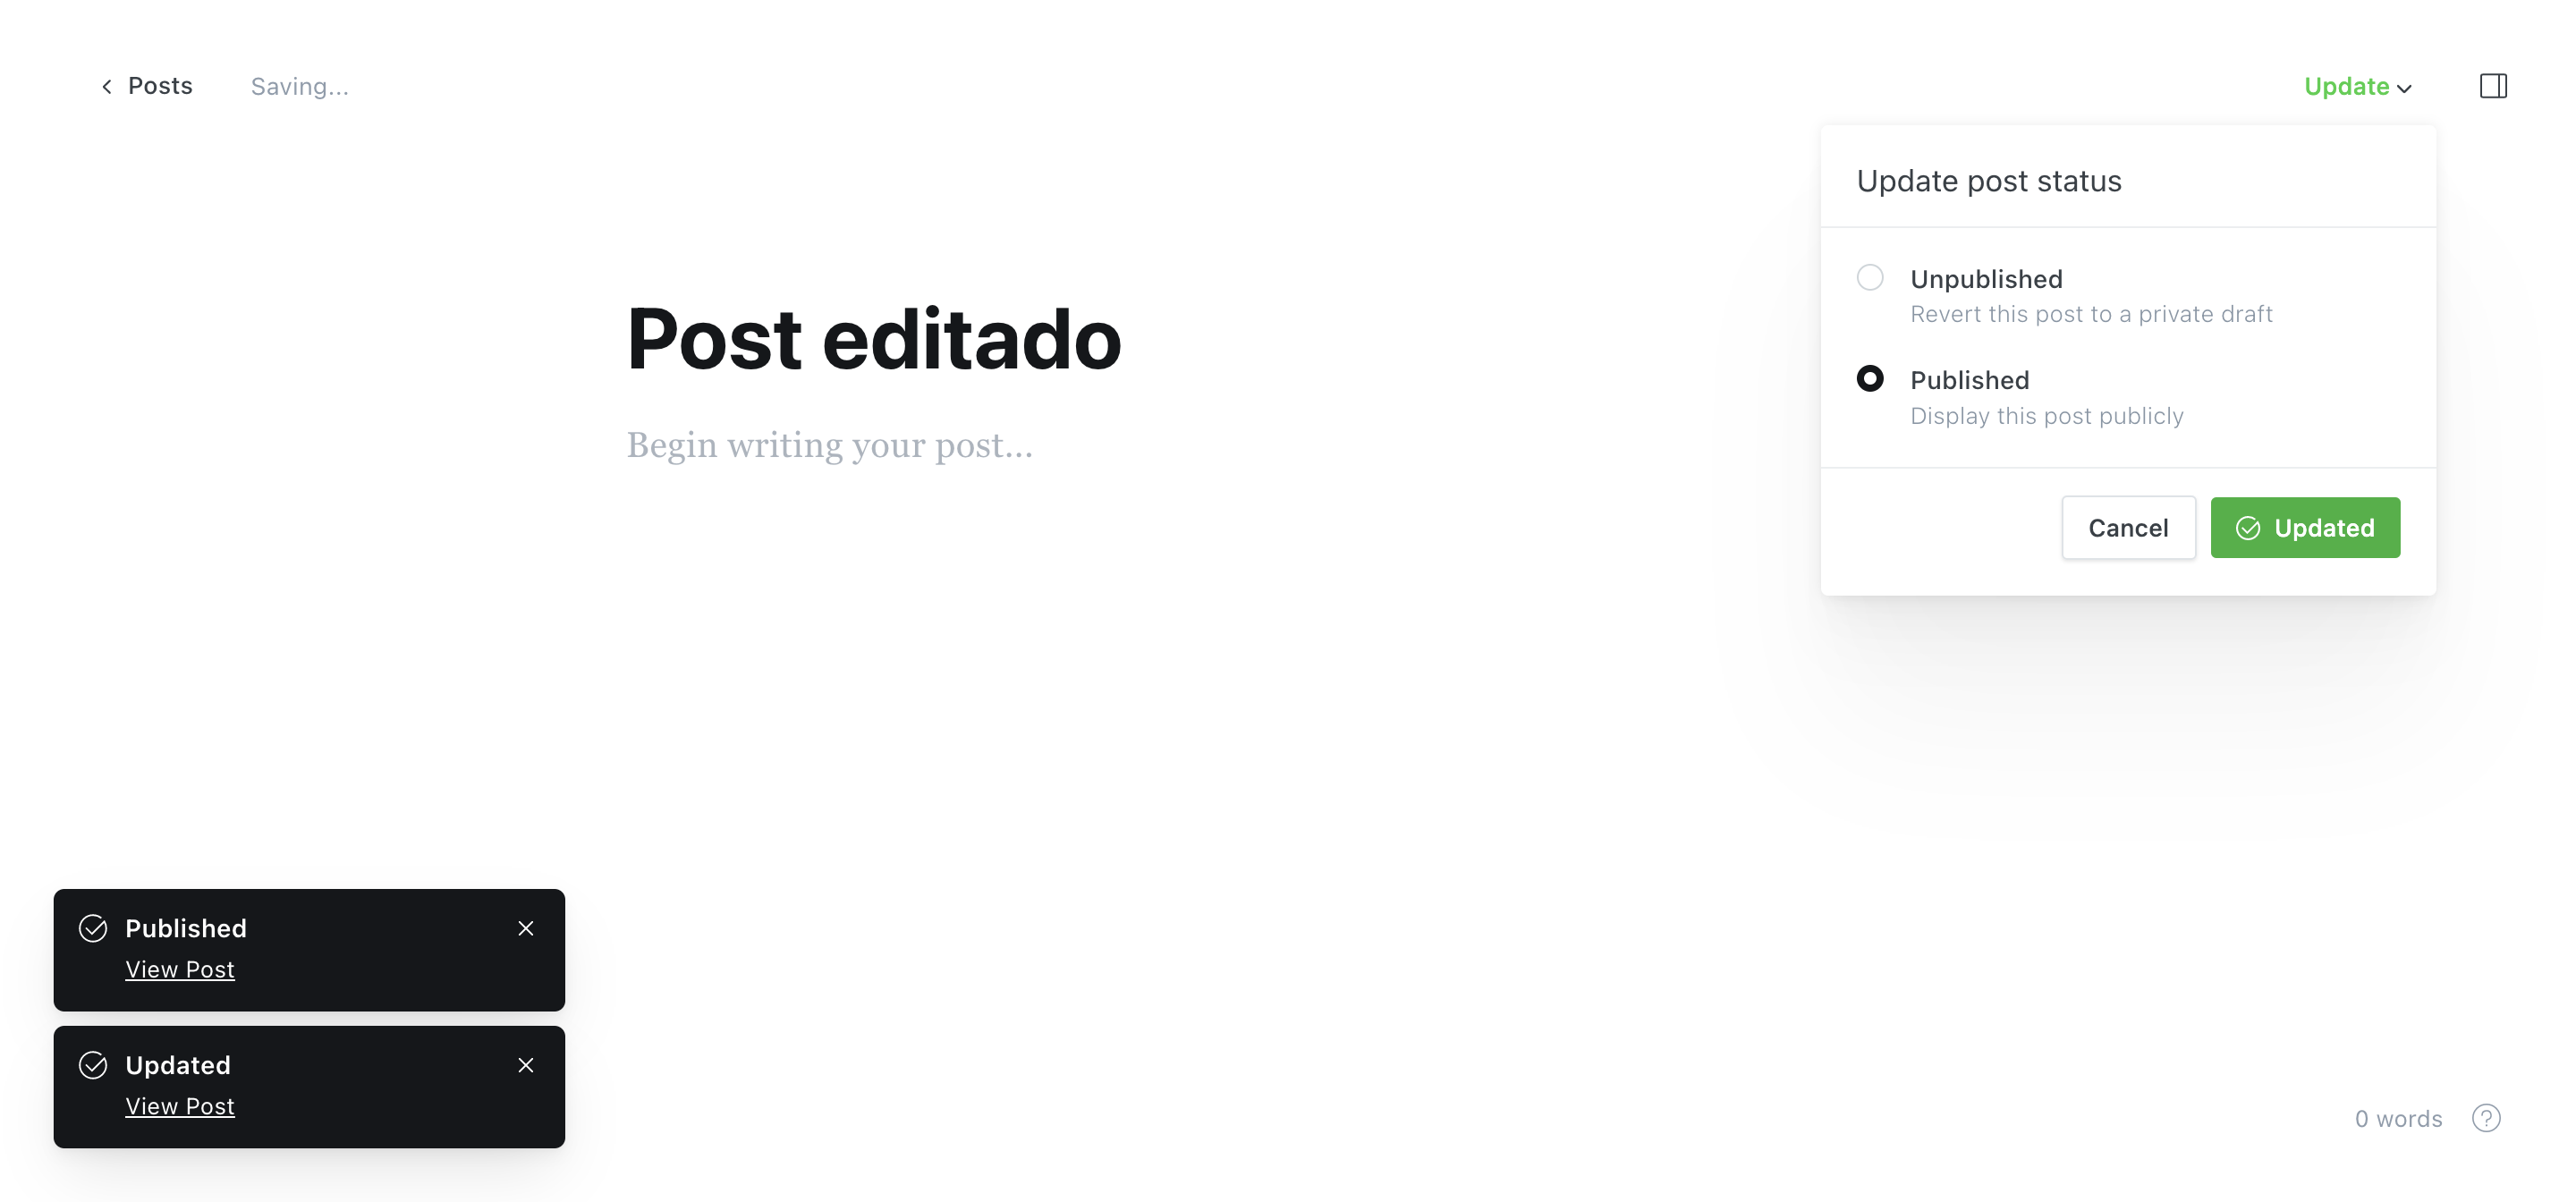 Posts
Saving...
Update
Update post status
Unpublished
Revert this post to a private draft
Published
Display this post publicly
Cancel
Updated
Post editado
Begin writing your post...
Published
View Post
Updated
View Post
0 words
?